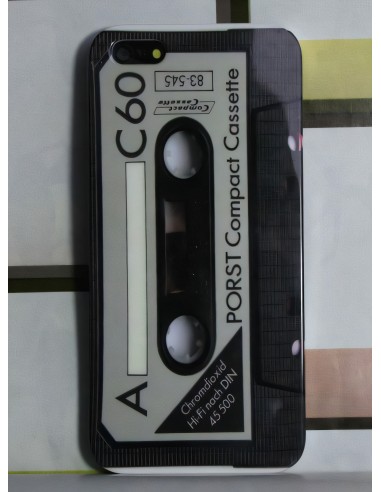 C60
83-545
Compact
Cassette
A
PORST Compact Cassette
Chromdioxid
Hi-Fi nach DIN
45 500